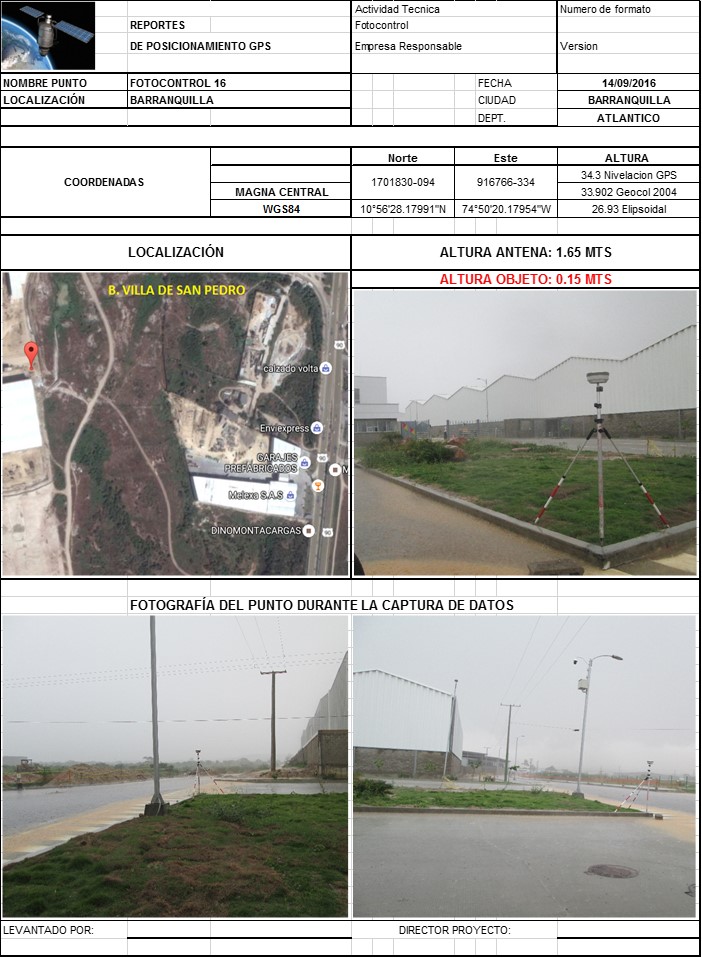 Actividad Tecnica
Numero de formato
REPORTES
Fotocontrol
DE POSICIONAMIENTO GPS
Empresa Responsable
Version
NOMBRE PUNTO
FOTOCONTROL 16
FECHA
14/09/2016
LOCALIZACIÓN
BARRANQUILLA
CIUDAD
BARRANQUILLA
DEPT.
ATLANTICO
COORDENADAS
Norte
Este
ALTURA
1701830-094
916766-334
34.3 Nivelacion GPS
MAGNA CENTRAL
33.902 Geocol 2004
WGS84
10°56'28.17991"N
74°50'20.17954"W
26.93 Elipsoidal
LOCALIZACIÓN
ALTURA ANTENA: 1.65 MTS
ALTURA OBJETO: 0.15 MTS
B. VILLA DE SAN PEDRO
90
calzado volta
Enviexpress
GARAJES
PREFABRICADOS
90
M
Melexa S.A.S
DINOMONTACARGAS
90
FOTOGRAFÍA DEL PUNTO DURANTE LA CAPTURA DE DATOS
LEVANTADO POR:
DIRECTOR PROYECTO: